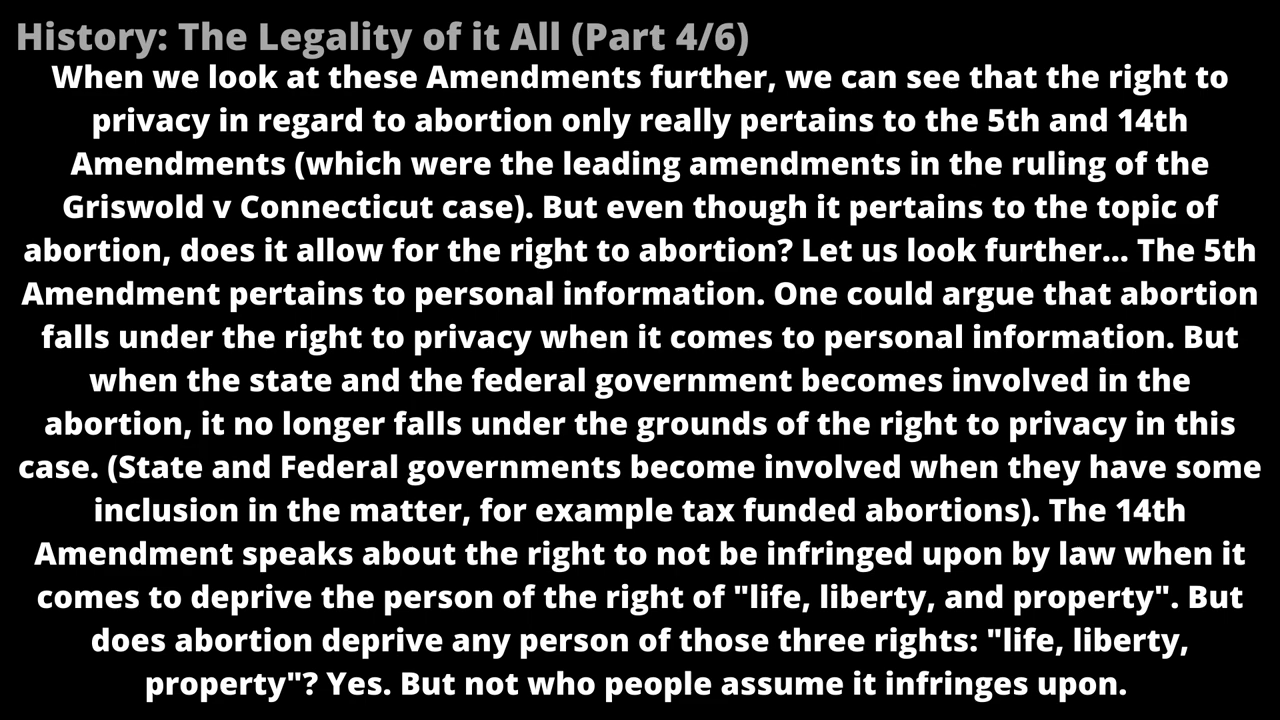 History: The Legality of it All (Part 4/6)
When we look at these Amendments further, we can see that the right to
privacy in regard to abortion only really pertains to the 5th and 14th
Amendments (which were the leading amendments in the ruling of the
Griswold v Connecticut case). But even though it pertains to the topic of
abortion, does it allow for the right to abortion? Let us look further... The 5th
Amendment pertains to personal information. One could argue that abortion
falls under the right to privacy when it comes to personal information. But
when the state and the federal government becomes involved in the
abortion, it no longer falls under the grounds of the right to privacy in this
case. (State and Federal governments become involved when they have some
inclusion in the matter, for example tax funded abortions). The 14th
Amendment speaks about the right to not be infringed upon by law when it
comes to deprive the person of the right of "life, liberty, and property". But
does abortion deprive any person of those three rights: "life, liberty,
property"? Yes. But not who people assume it infringes upon.